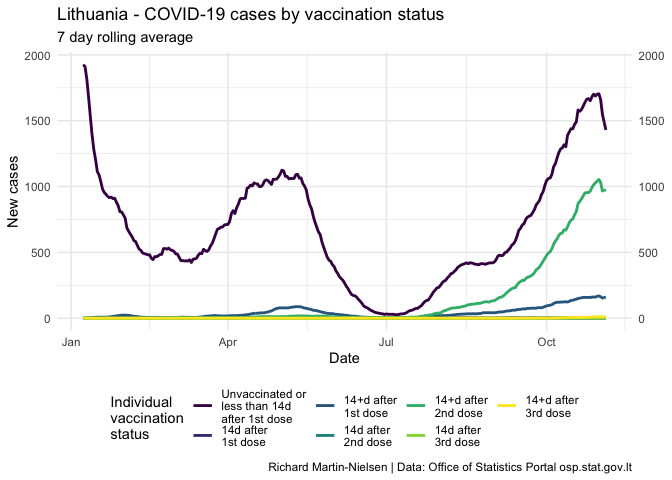 Lithuania - COVID-19 cases by vaccination status
7 day rolling average
2000
1500
1000
500
0
2000
1500
1000
500
0
New cases
Jan
Apr
Jul
Oct
Date
Individual
vaccination
status
Unvaccinated or
less than 14d
after 1st dose
14d after
1st dose
14+d after
1st dose
14d after
2nd dose
14+d after
2nd dose
14d after
3rd dose
14+d after
3rd dose
Richard Martin-Nielsen | Data: Office of Statistics Portal osp.stat.gov.lt